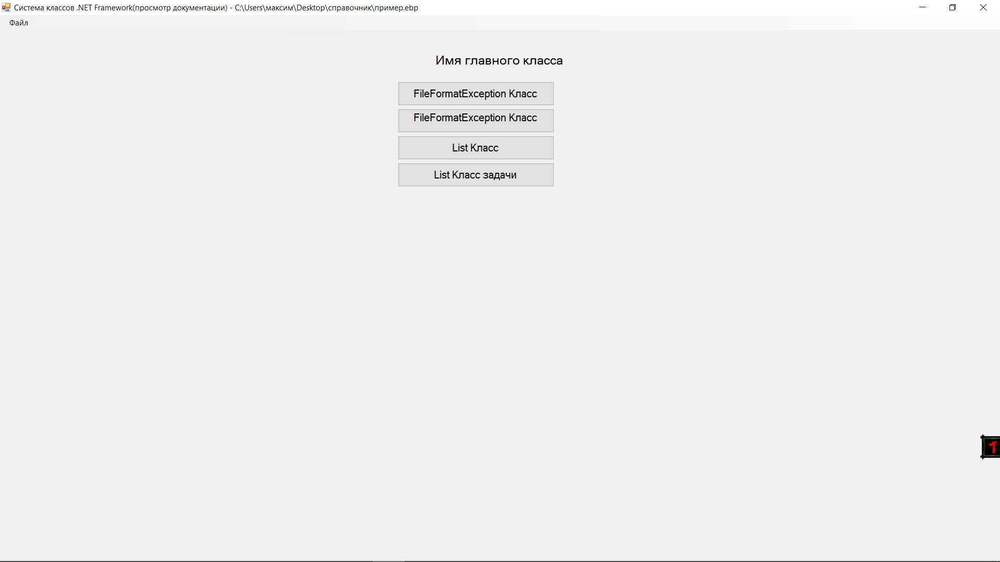 Система классов .NET Framework(просмотр документации) - C:\Users\максим\Desktop\справочник\пример.ebp
Файл
Имя главного класса
FileFormatException Класс
FileFormatException Класс
List Класс
List Класс задачи
1